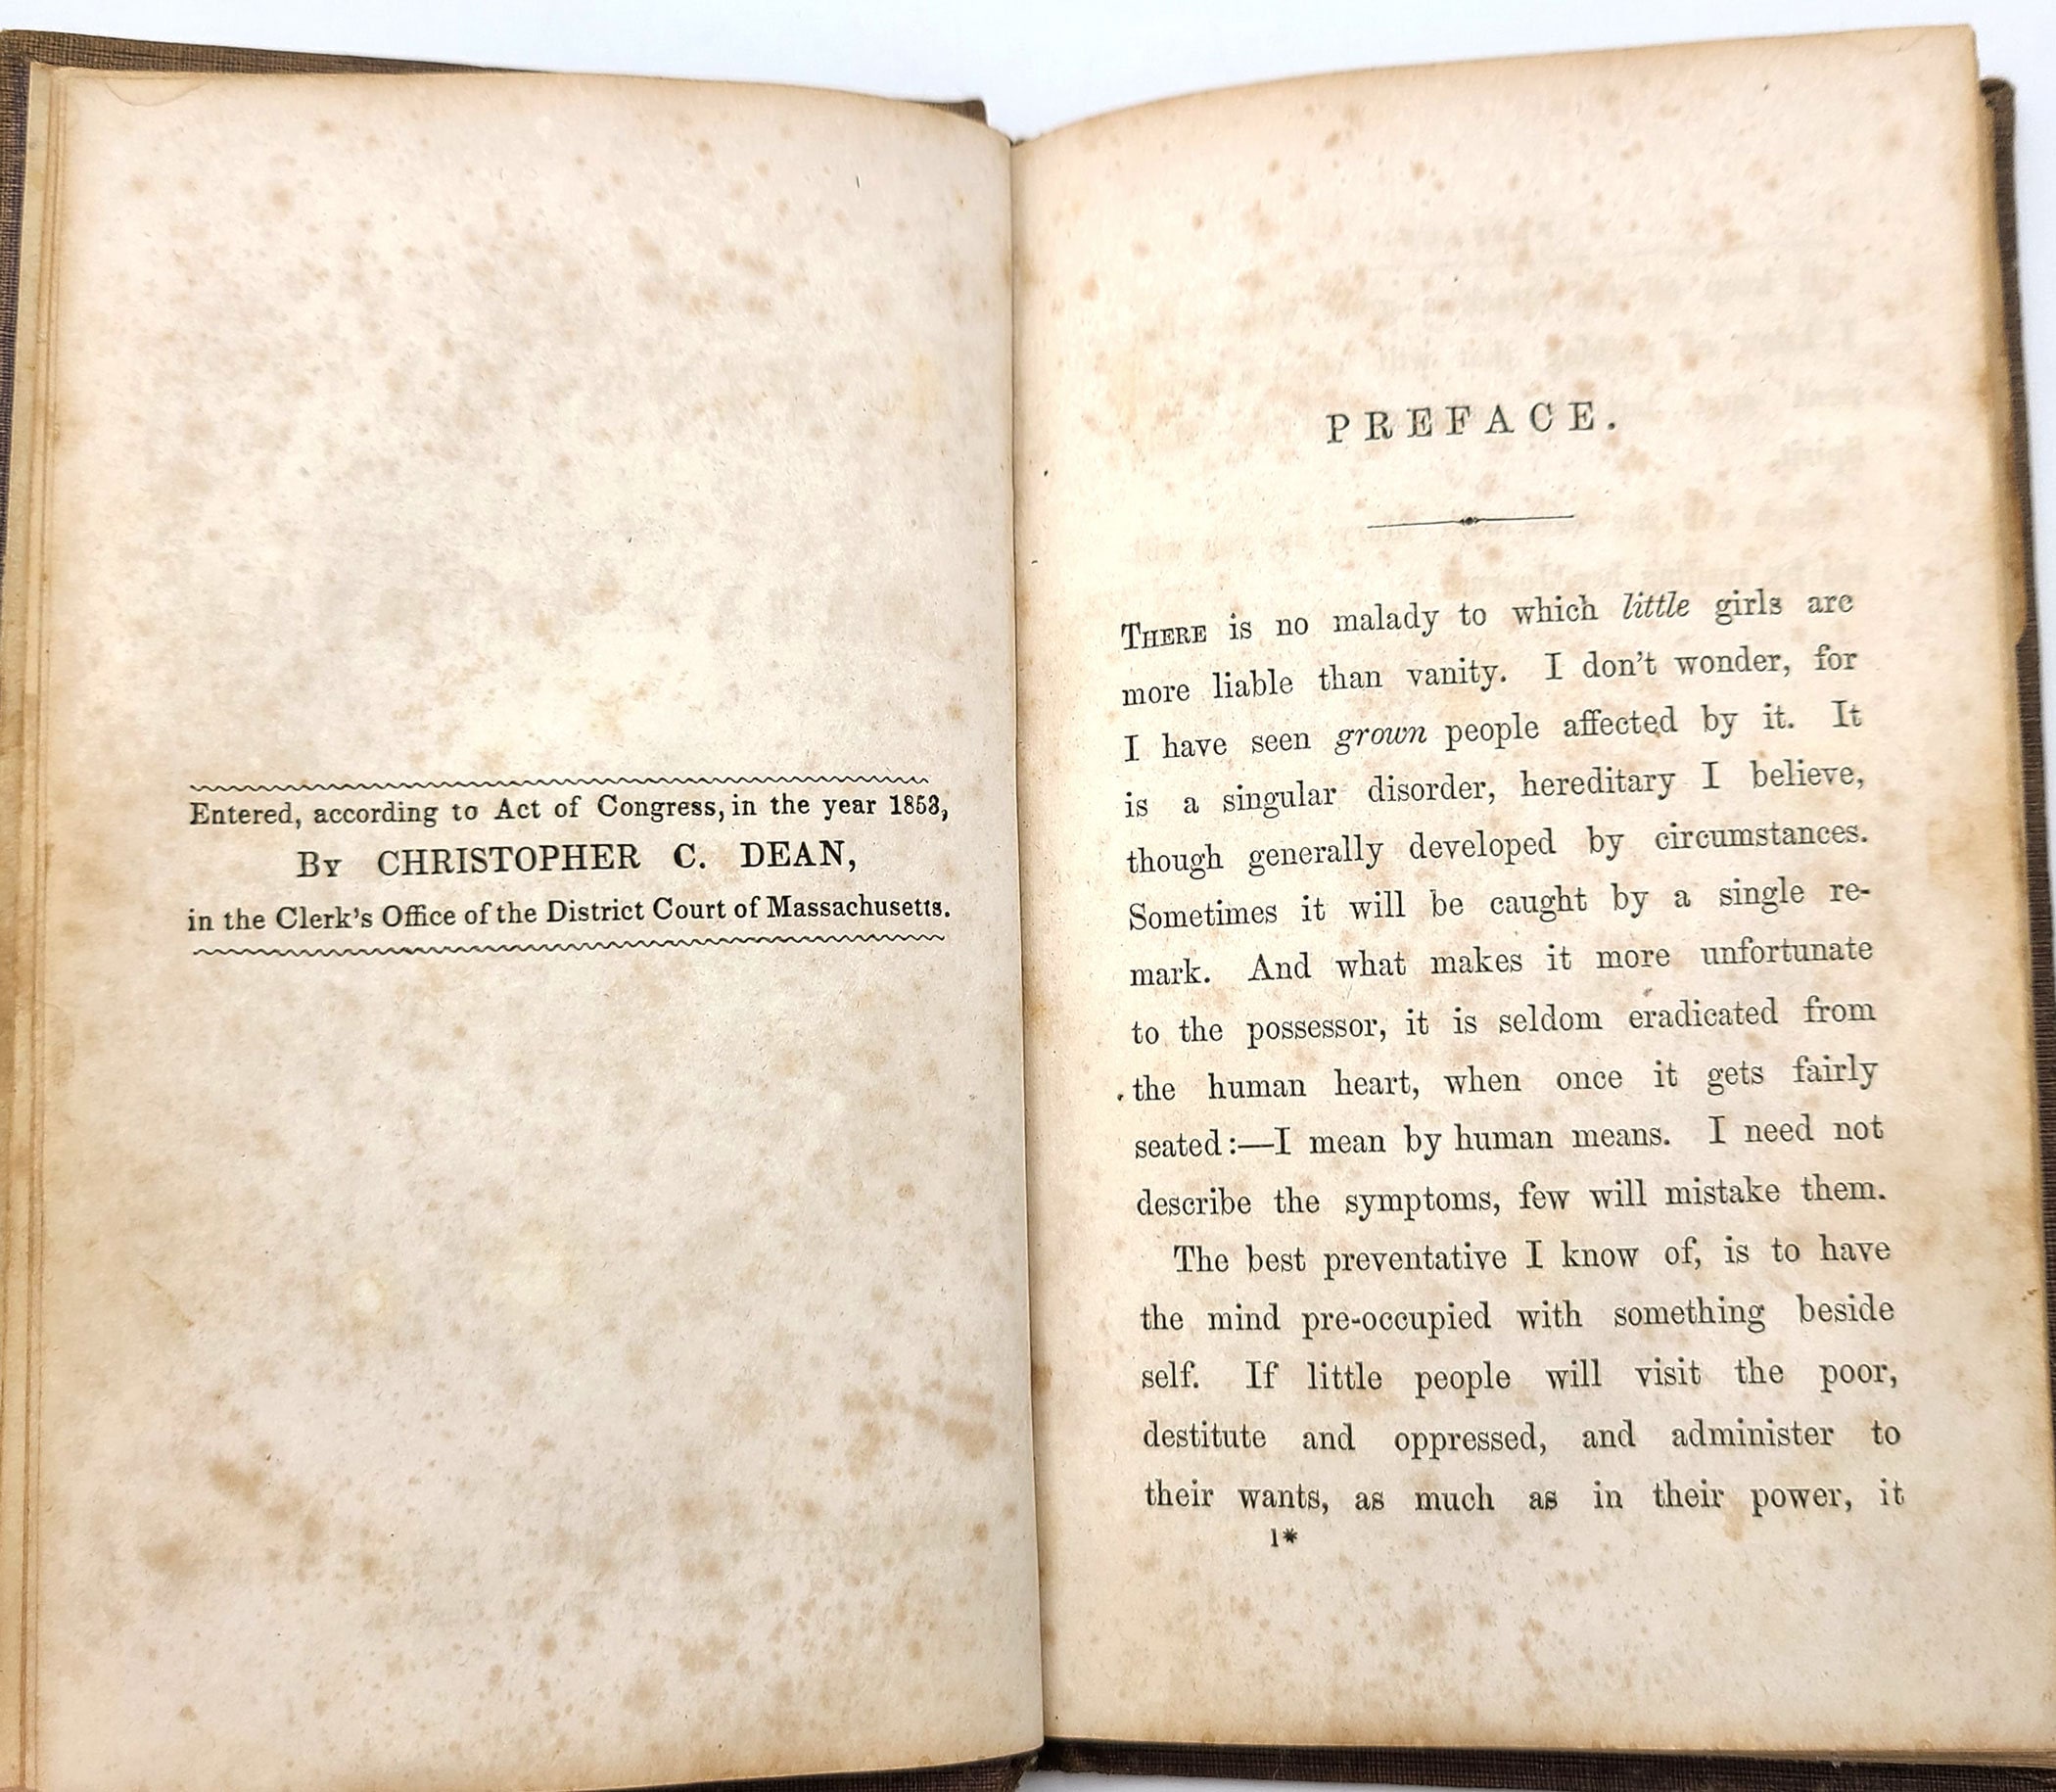 Entered, according to Act of Congress, in the year 1853,
By CHRISTOPHER C. DEAN,
in the Clerk's Office of the District Court of Massachusetts.
PREFACE.
THERE is no malady to which little girls are
more liable than vanity. I don't wonder, for
I have seen grown people affected by it. It
is a singular disorder, hereditary I believe,
though generally developed by circumstances.
Sometimes it will be caught by a single re-
mark. And what makes it more unfortunate
to the possessor, it is seldom eradicated from
the human heart, when once it gets fairly
seated:—I mean by human means. I need not
describe the symptoms, few will mistake them.
The best preventative I know of, is to have
the mind pre-occupied with something beside
self. If little people will visit the poor,
destitute and oppressed, and administer to
their wants, as much as in their power, it
1*